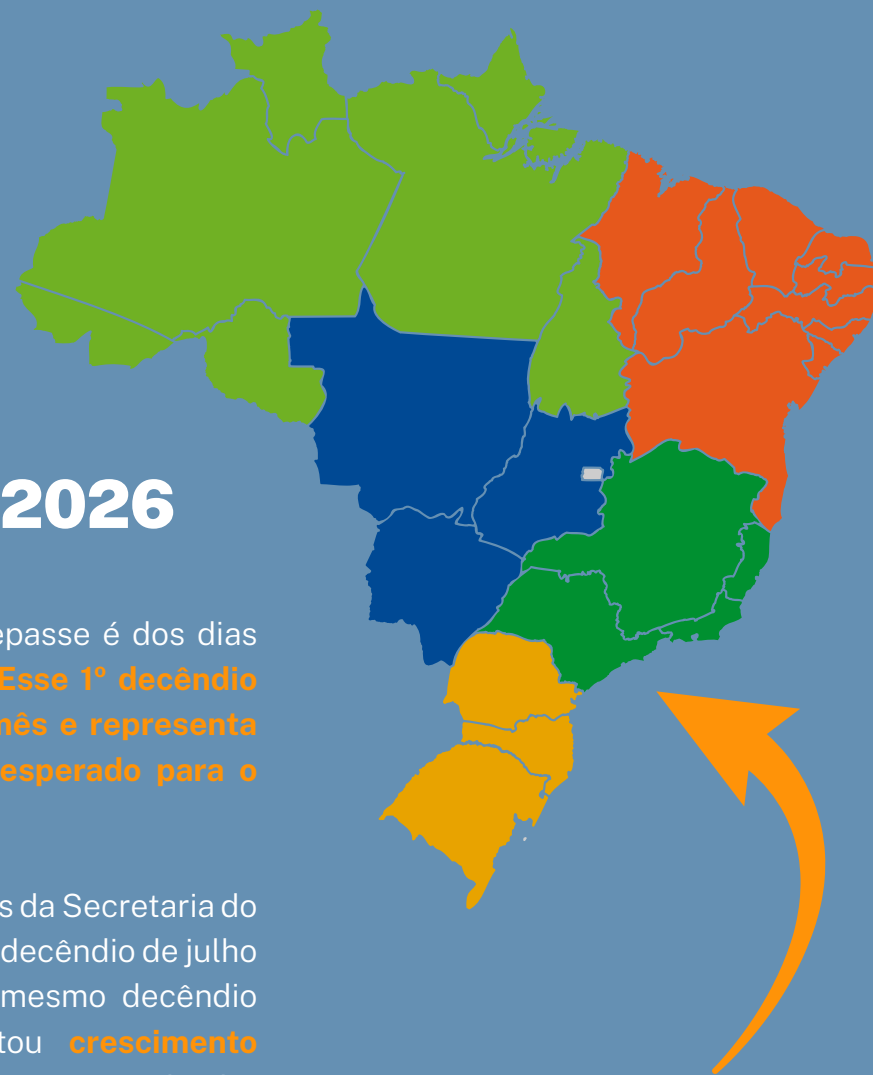 2026
epasse é dos dias
Esse 1º decêndio
mês e representa
esperado para o
s da Secretaria do
decêndio de julho
mesmo decêndio
tou crescimento